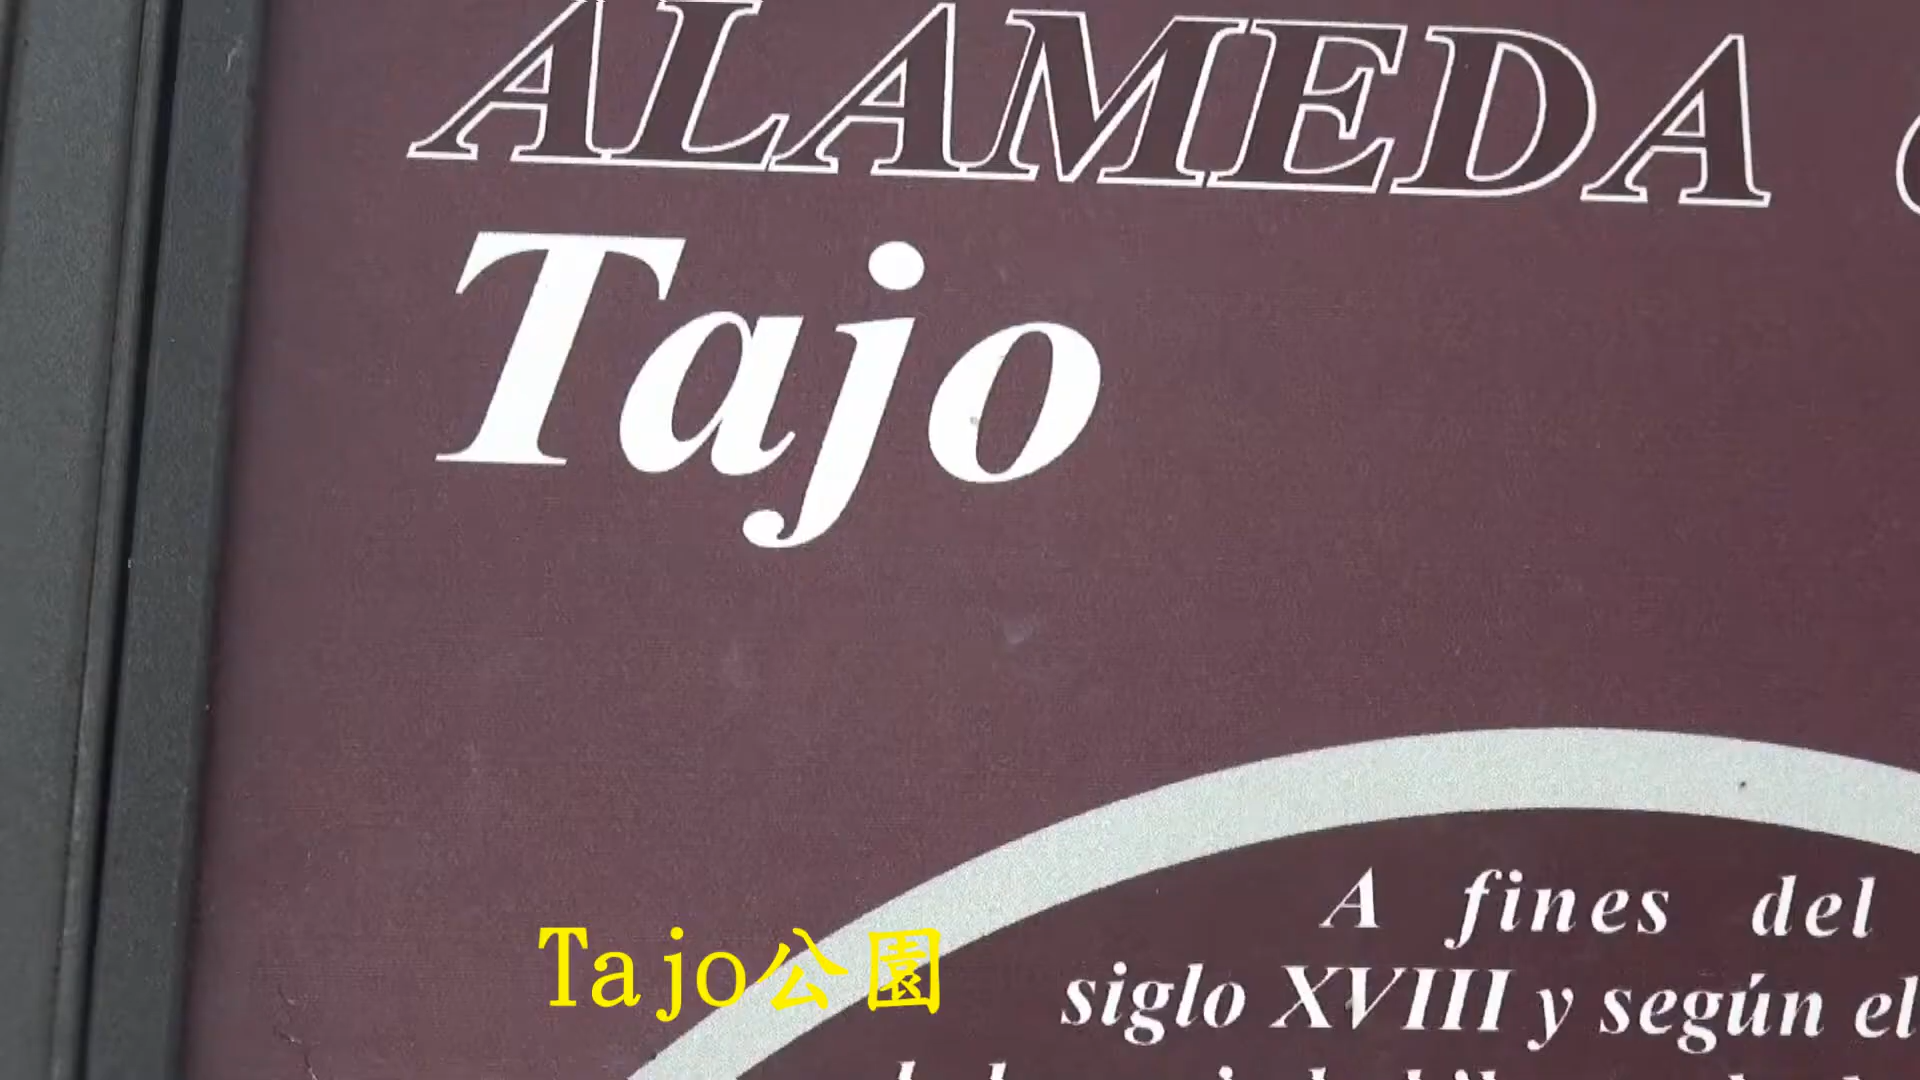 ALAMEDA
Tajo
A fines del
siglo XVIII y según el
Tajo公園